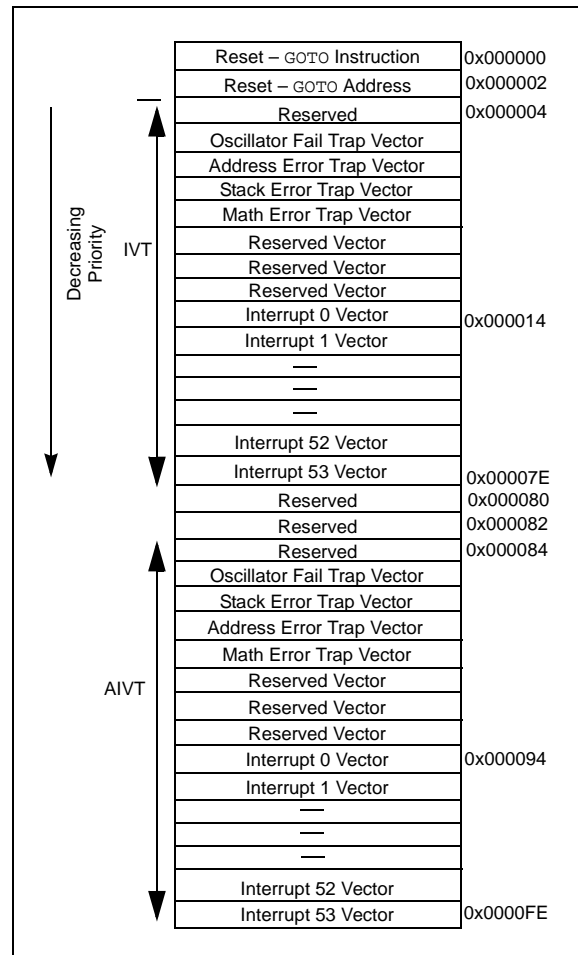 Reset – GOTO Instruction 0x000000
Reset – GOTO Address 0x000002
Reserved 0x000004
Oscillator Fail Trap Vector
Address Error Trap Vector
Stack Error Trap Vector
Math Error Trap Vector
Decreasing
Priority
IVT
Reserved Vector
Reserved Vector
Reserved Vector
Interrupt 0 Vector 0x000014
Interrupt 1 Vector
—
—
—
Interrupt 52 Vector
Interrupt 53 Vector 0x00007E
Reserved 0x000080
Reserved 0x000082
Reserved 0x000084
Oscillator Fail Trap Vector
Stack Error Trap Vector
Address Error Trap Vector
Math Error Trap Vector
AIVT
Reserved Vector
Reserved Vector
Reserved Vector
Interrupt 0 Vector 0x000094
Interrupt 1 Vector
—
—
—
Interrupt 52 Vector
Interrupt 53 Vector 0x0000FE